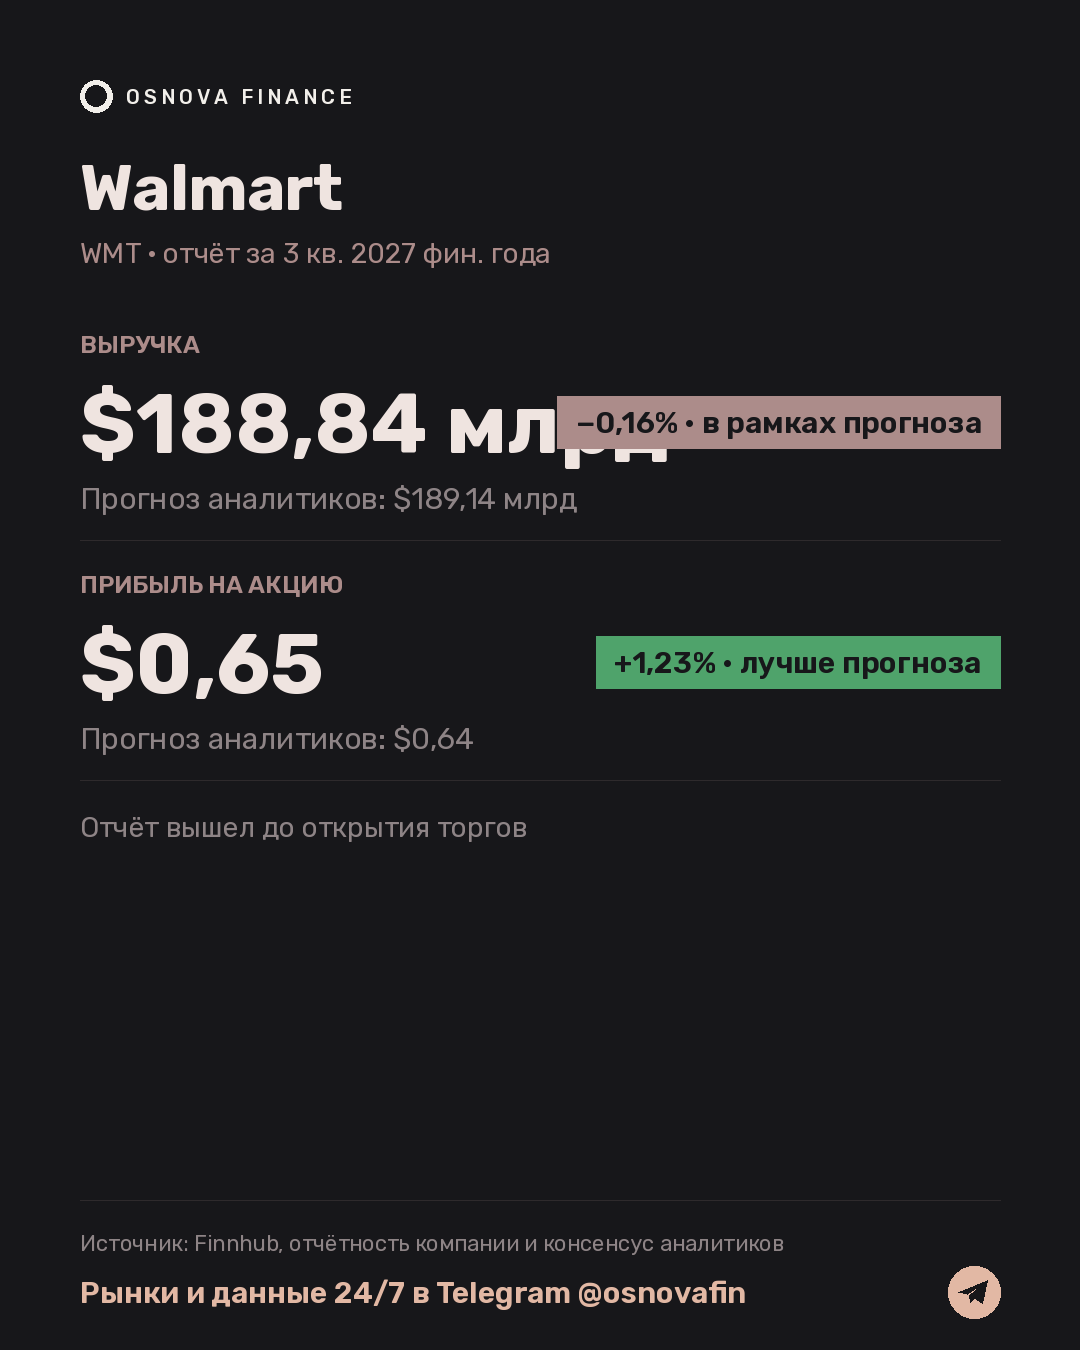 OSNOVA FINANCE
Walmart
WMT • отчёт за 3 кв. 2027 фин. года
ВЫРУЧКА
$188,84 млрд
−0,16% • в рамках прогноза
Прогноз аналитиков: $189,14 млрд
ПРИБЫЛЬ НА АКЦИЮ
$0,65
+1,23% • лучше прогноза
Прогноз аналитиков: $0,64
Отчёт вышел до открытия торгов
Источник: Finnhub, отчётность компании и консенсус аналитиков
Рынки и данные 24/7 в Telegram @osnovafin